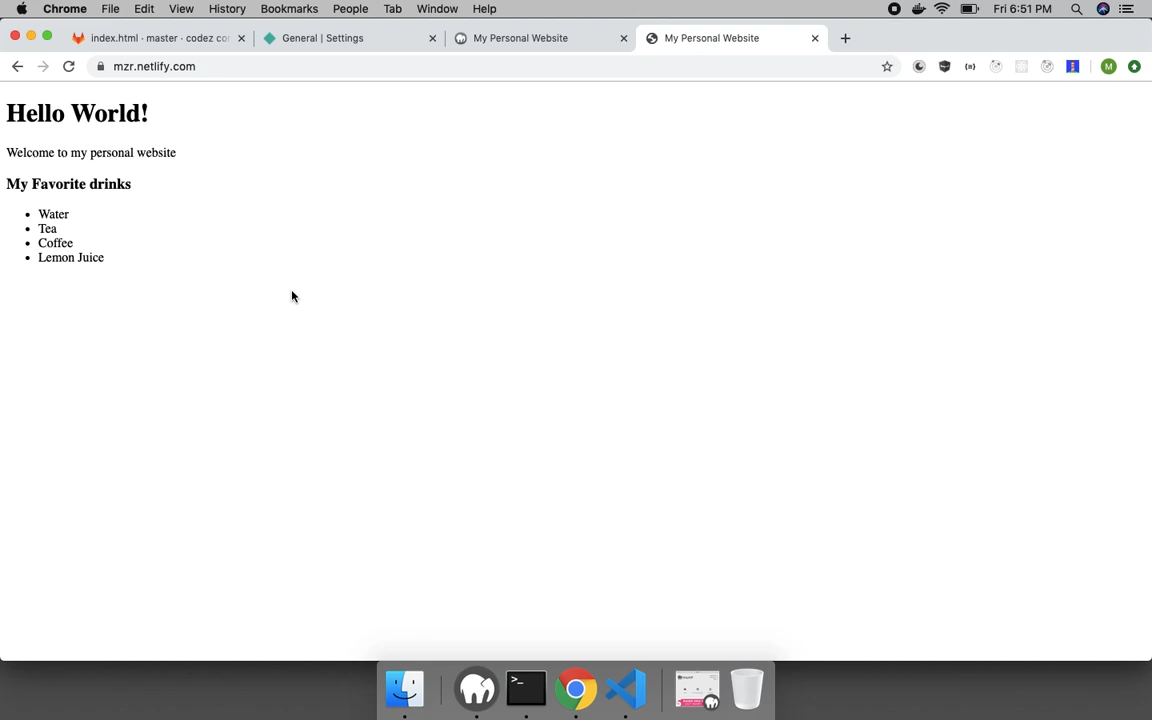 Chrome File Edit View History Bookmarks People Tab Window Help Fri 6:51 PM
index.html · master · codez co
General | Settings
My Personal Website
My Personal Website
mzr.netlify.com
M
Hello World!
Welcome to my personal website
My Favorite drinks
• Water
• Tea
• Coffee
• Lemon Juice